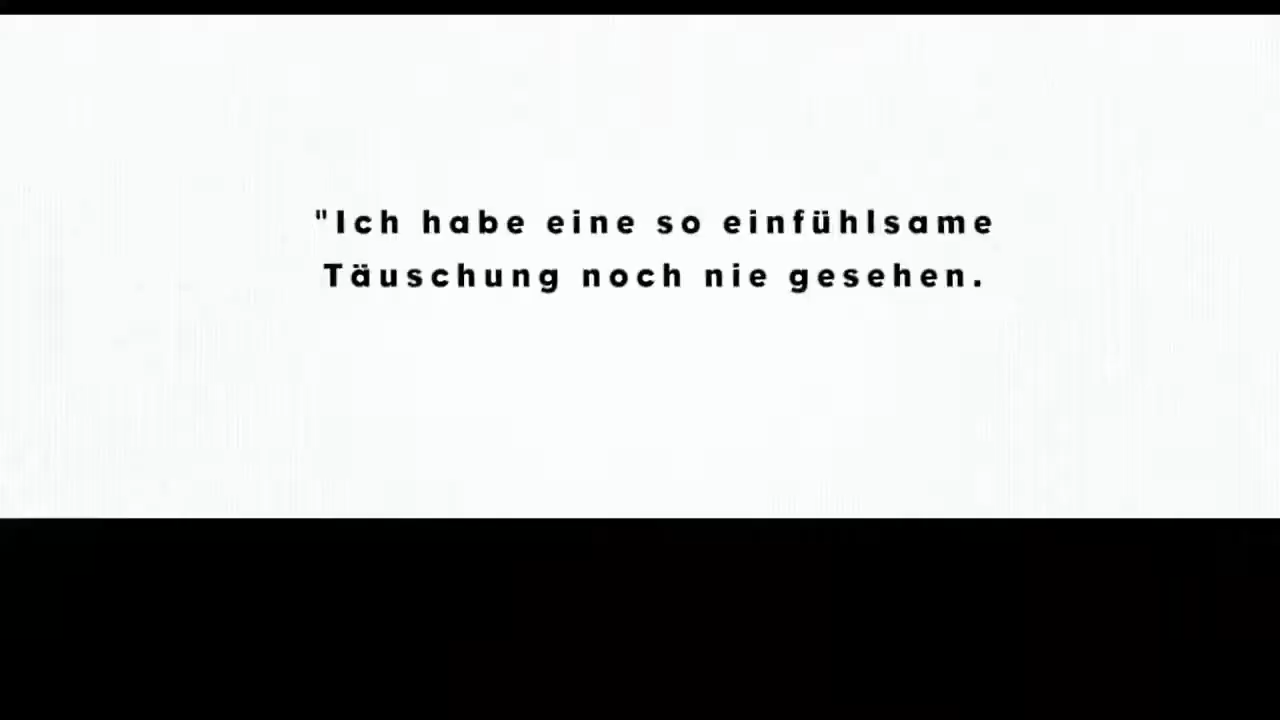 "Ich habe eine so einfühlsame
Täuschung noch nie gesehen.